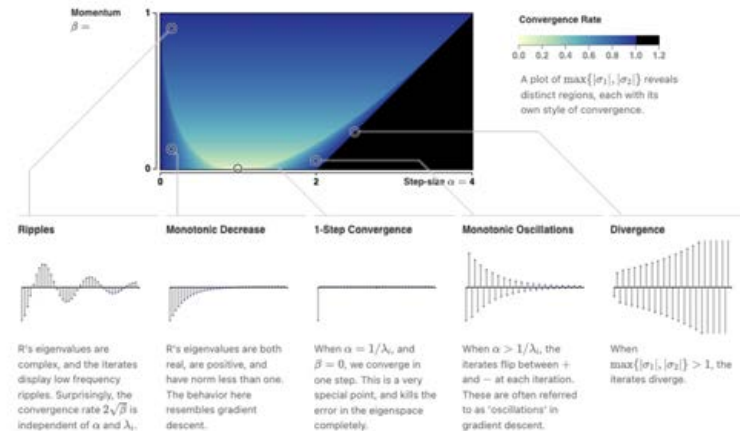 Momentum
β =
1
0
0
2
Step-size α = 4
Convergence Rate
0.0 0.2 0.4 0.6 0.8 1.0 1.2
A plot of max{|σ₁|, |σ₂|} reveals
distinct regions, each with its
own style of convergence.
Ripples
R's eigenvalues are
complex, and the iterates
display low frequency
ripples. Surprisingly, the
convergence rate 2√β is
independent of α and λᵢ.
Monotonic Decrease
R's eigenvalues are both
real, are positive, and
have norm less than one.
The behavior here
resembles gradient
descent.
1-Step Convergence
When α = 1/λᵢ, and
β = 0, we converge in
one step. This is a very
special point, and kills the
error in the eigenspace
completely.
Monotonic Oscillations
When α > 1/λᵢ, the
iterates flip between +
and − at each iteration.
These are often referred
to as 'oscillations' in
gradient descent.
Divergence
When
max{|σ₁|, |σ₂|} > 1, the
iterates diverge.